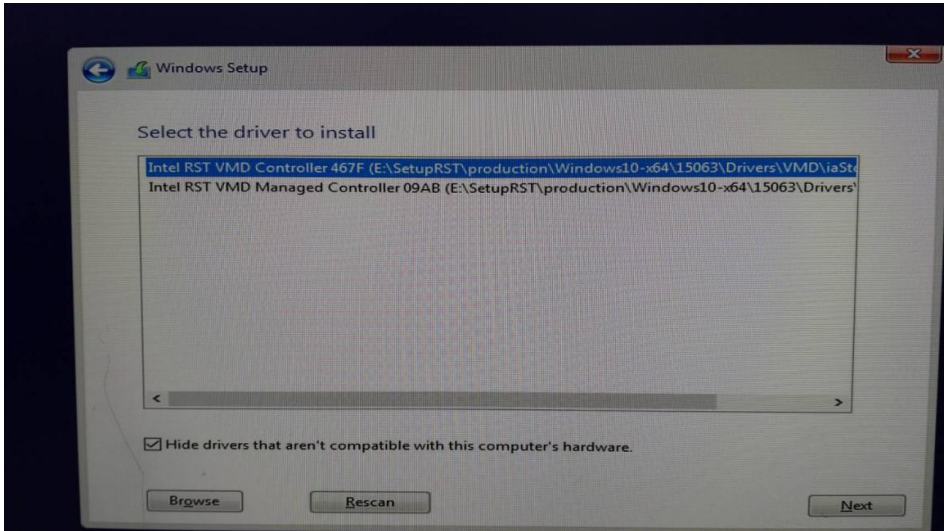 Windows Setup
Select the driver to install
Intel RST VMD Controller 467F (E:\SetupRST\production\Windows10-x64\15063\Drivers\VMD\iaSto
Intel RST VMD Managed Controller 09AB (E:\SetupRST\production\Windows10-x64\15063\Drivers\
Hide drivers that aren't compatible with this computer's hardware.
Browse
Rescan
Next